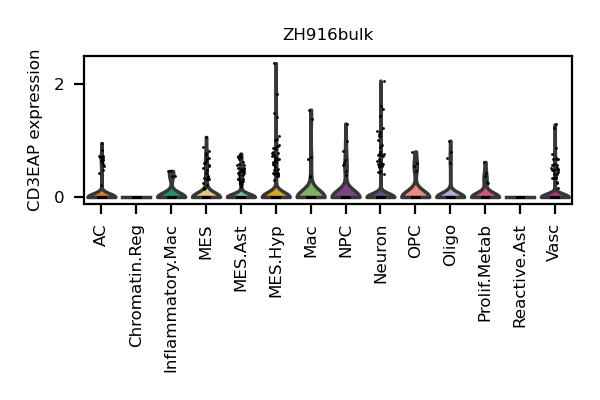 ZH916bulk
CD3EAP expression
2
0
AC
Chromatin.Reg
Inflammatory.Mac
MES
MES.Ast
MES.Hyp
Mac
NPC
Neuron
OPC
Oligo
Prolif.Metab
Reactive.Ast
Vasc